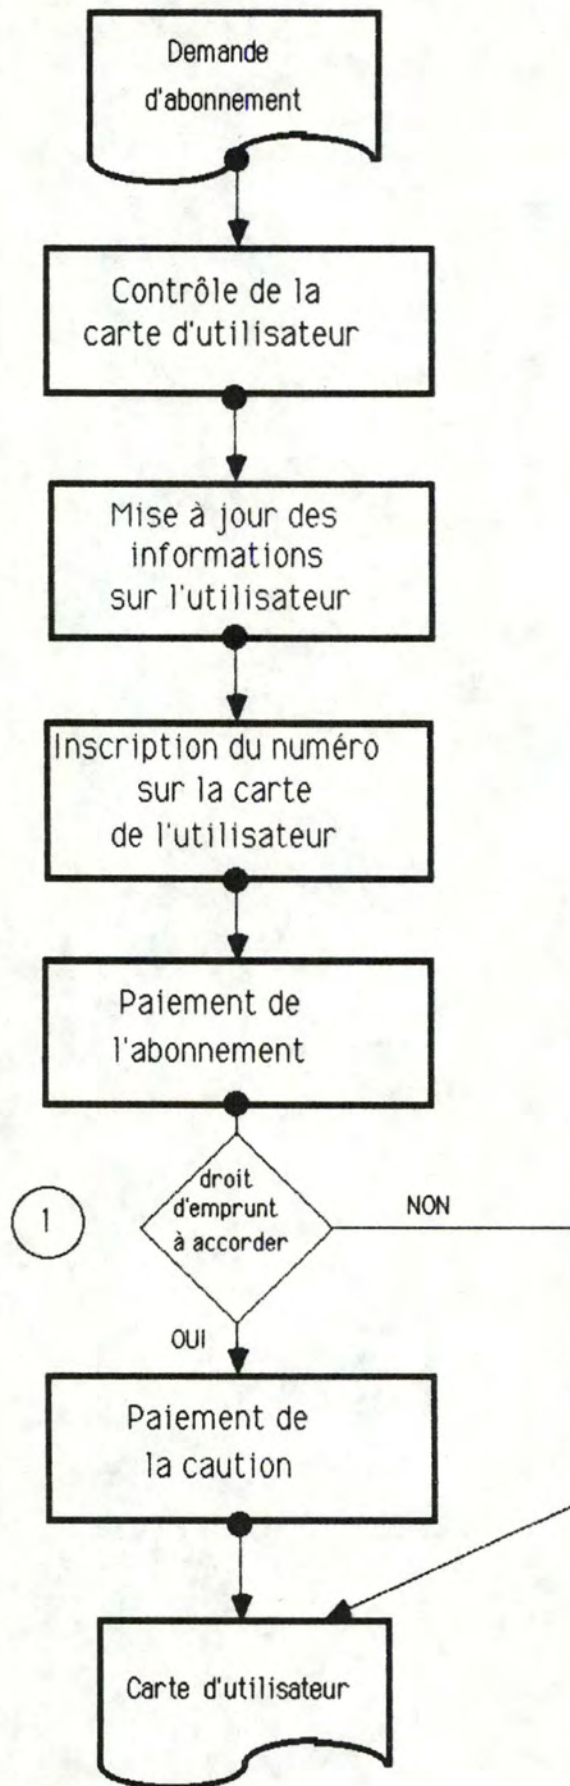 Demande
d'abonnement
Contrôle de la
carte d'utilisateur
Mise à jour des
informations
sur l'utilisateur
Inscription du numéro
sur la carte
de l'utilisateur
Paiement de
l'abonnement
1
droit
d'emprunt
à accorder
NON
OUI
Paiement de
la caution
Carte d'utilisateur